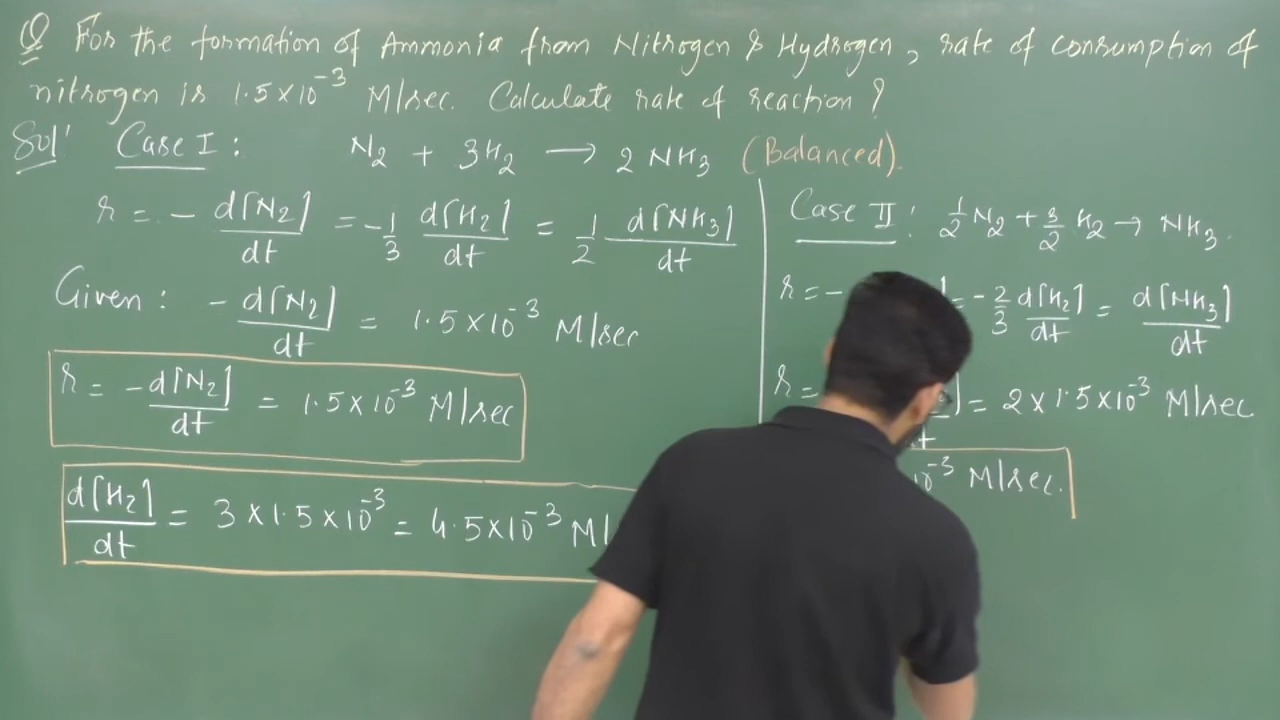 Q For the formation of Ammonia from Nitrogen & Hydrogen, rate of consumption of
nitrogen is 1.5×10⁻³ M/sec. Calculate rate of reaction?
Sol' Case I: N₂ + 3H₂ → 2NH₃ (Balanced).
r = - d[N₂]/dt = - 1/3 d[H₂]/dt = 1/2 d[NH₃]/dt
Given: - d[N₂]/dt = 1.5×10⁻³ M/sec
r = - d[N₂]/dt = 1.5×10⁻³ M/sec
d[H₂]/dt = 3×1.5×10⁻³ = 4.5×10⁻³ M/
Case II: 1/2 N₂ + 3/2 H₂ → NH₃.
r = - ] = - 2/3 d[H₂]/dt = d[NH₃]/dt
r = ]/dt = 2×1.5×10⁻³ M/sec
10⁻³ M/sec.